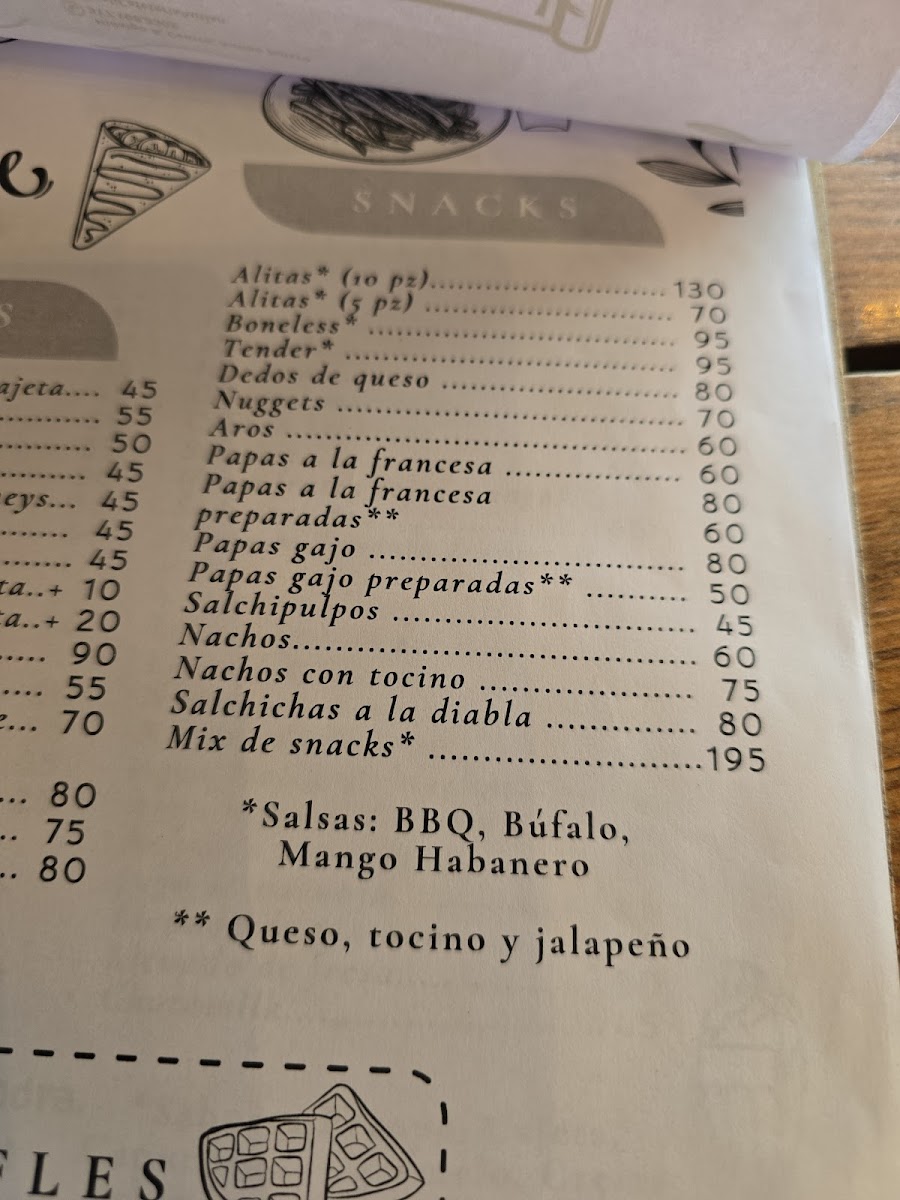 SNACKS
Alitas* (10 pz)............................ 130
Alitas* (5 pz) ............................ 70
Boneless* ................................... 95
Tender* ...................................... 95
Dedos de queso .......................... 80
Nuggets ...................................... 70
Aros ............................................ 60
Papas a la francesa .................... 60
Papas a la francesa 80
preparadas** 60
Papas gajo .................................. 80
Papas gajo preparadas** .......... 50
Salchipulpos ................................ 45
Nachos.......................................... 60
Nachos con tocino ...................... 75
Salchichas a la diabla .............. 80
Mix de snacks* ..........................195
*Salsas: BBQ, Búfalo,
Mango Habanero
** Queso, tocino y jalapeño
S
ajeta.... 45
........... 55
.......... 50
.......... 45
eys... 45
....... 45
........ 45
ta..+ 10
ta..+ 20
..... 90
.... 55
e... 70
... 80
.. 75
.. 80
FLES